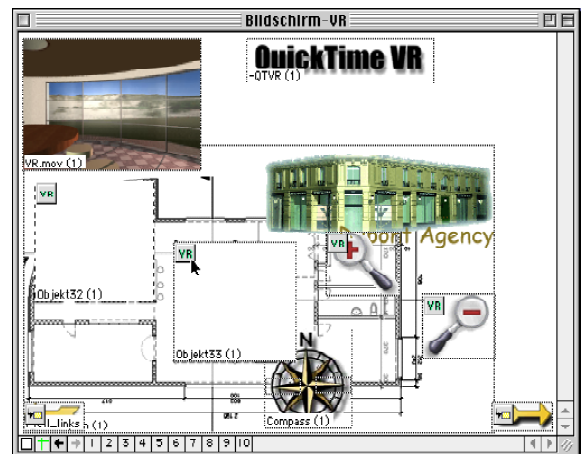 Bildschirm-VR
QuickTime VR
-QTVR (1)
VR.mov (1)
VR
Agency
VR
VR
VR
Objekt32 (1)
Objekt33 (1)
N
Compass (1)
1 2 3 4 5 6 7 8 9 10